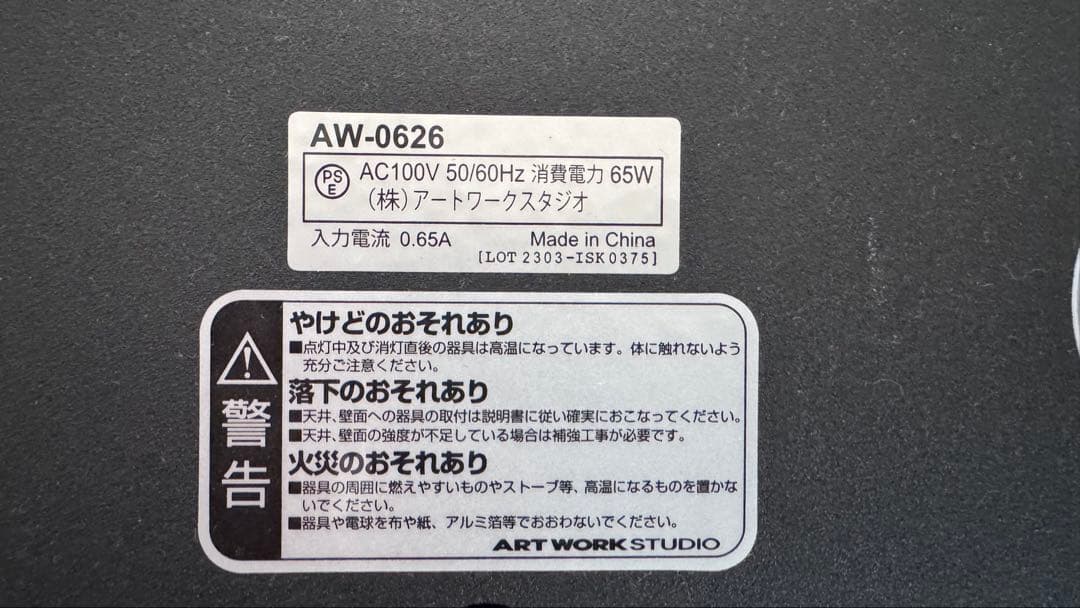 AW-0626
PSE AC100V 50/60Hz 消費電力 65W
(株)アートワークスタジオ
入力電流 0.65A Made in China
[LOT 2303-ISK0375]
警告
やけどのおそれあり
■点灯中及び消灯直後の器具は高温になっています。体に触れないよう
充分ご注意ください。
落下のおそれあり
■天井、壁面への器具の取付は説明書に従い確実におこなってください。
■天井、壁面の強度が不足している場合は補強工事が必要です。
火災のおそれあり
■器具の周囲に燃えやすいものやストーブ等、高温になるものを置かな
いでください。
■器具や電球を布や紙、アルミ箔等でおおわないでください。
ART WORK STUDIO